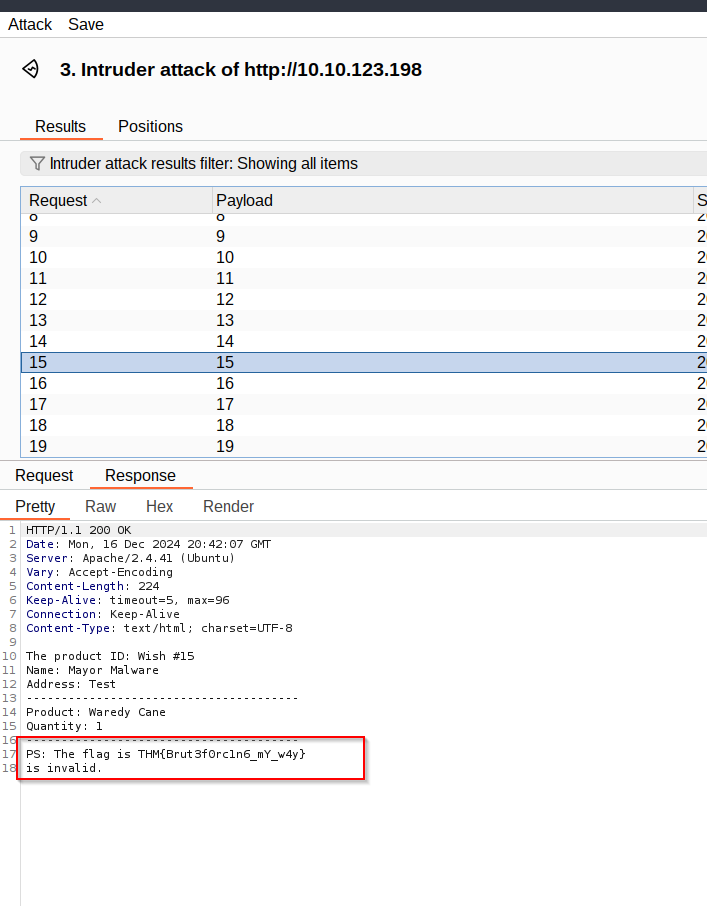 Attack Save
3. Intruder attack of http://10.10.123.198
Results Positions
Intruder attack results filter: Showing all items
Request Payload S
8 8 2
9 9 2
10 10 2
11 11 2
12 12 2
13 13 2
14 14 2
15 15 2
16 16 2
17 17 2
18 18 2
19 19 2
Request Response
Pretty Raw Hex Render
1 HTTP/1.1 200 OK
2 Date: Mon, 16 Dec 2024 20:42:07 GMT
3 Server: Apache/2.4.41 (Ubuntu)
4 Vary: Accept-Encoding
5 Content-Length: 224
6 Keep-Alive: timeout=5, max=96
7 Connection: Keep-Alive
8 Content-Type: text/html; charset=UTF-8
9
10 The product ID: Wish #15
11 Name: Mayor Malware
12 Address: Test
13 ---------------------------------------
14 Product: Waredy Cane
15 Quantity: 1
16 ---------------------------------------
17 PS: The flag is THM{Brut3f0rc1n6_mY_w4y}
18 is invalid.